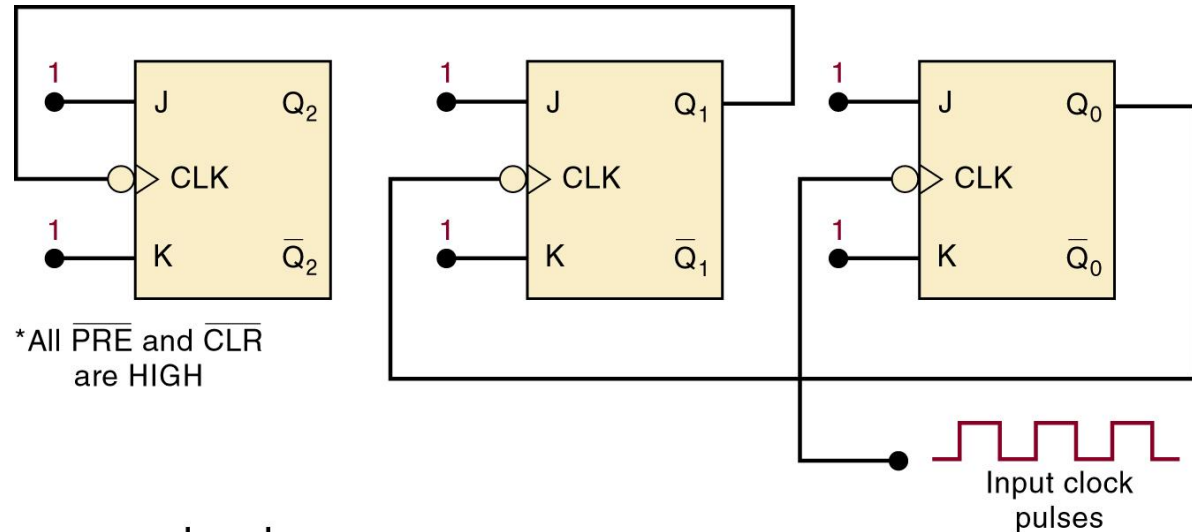 1 1 1
J Q₂ J Q₁ J Q₀
CLK CLK CLK
1 1 1
K Q̅₂ K Q̅₁ K Q̅₀
*All P̅R̅E̅ and C̅L̅R̅
are HIGH
Input clock
pulses